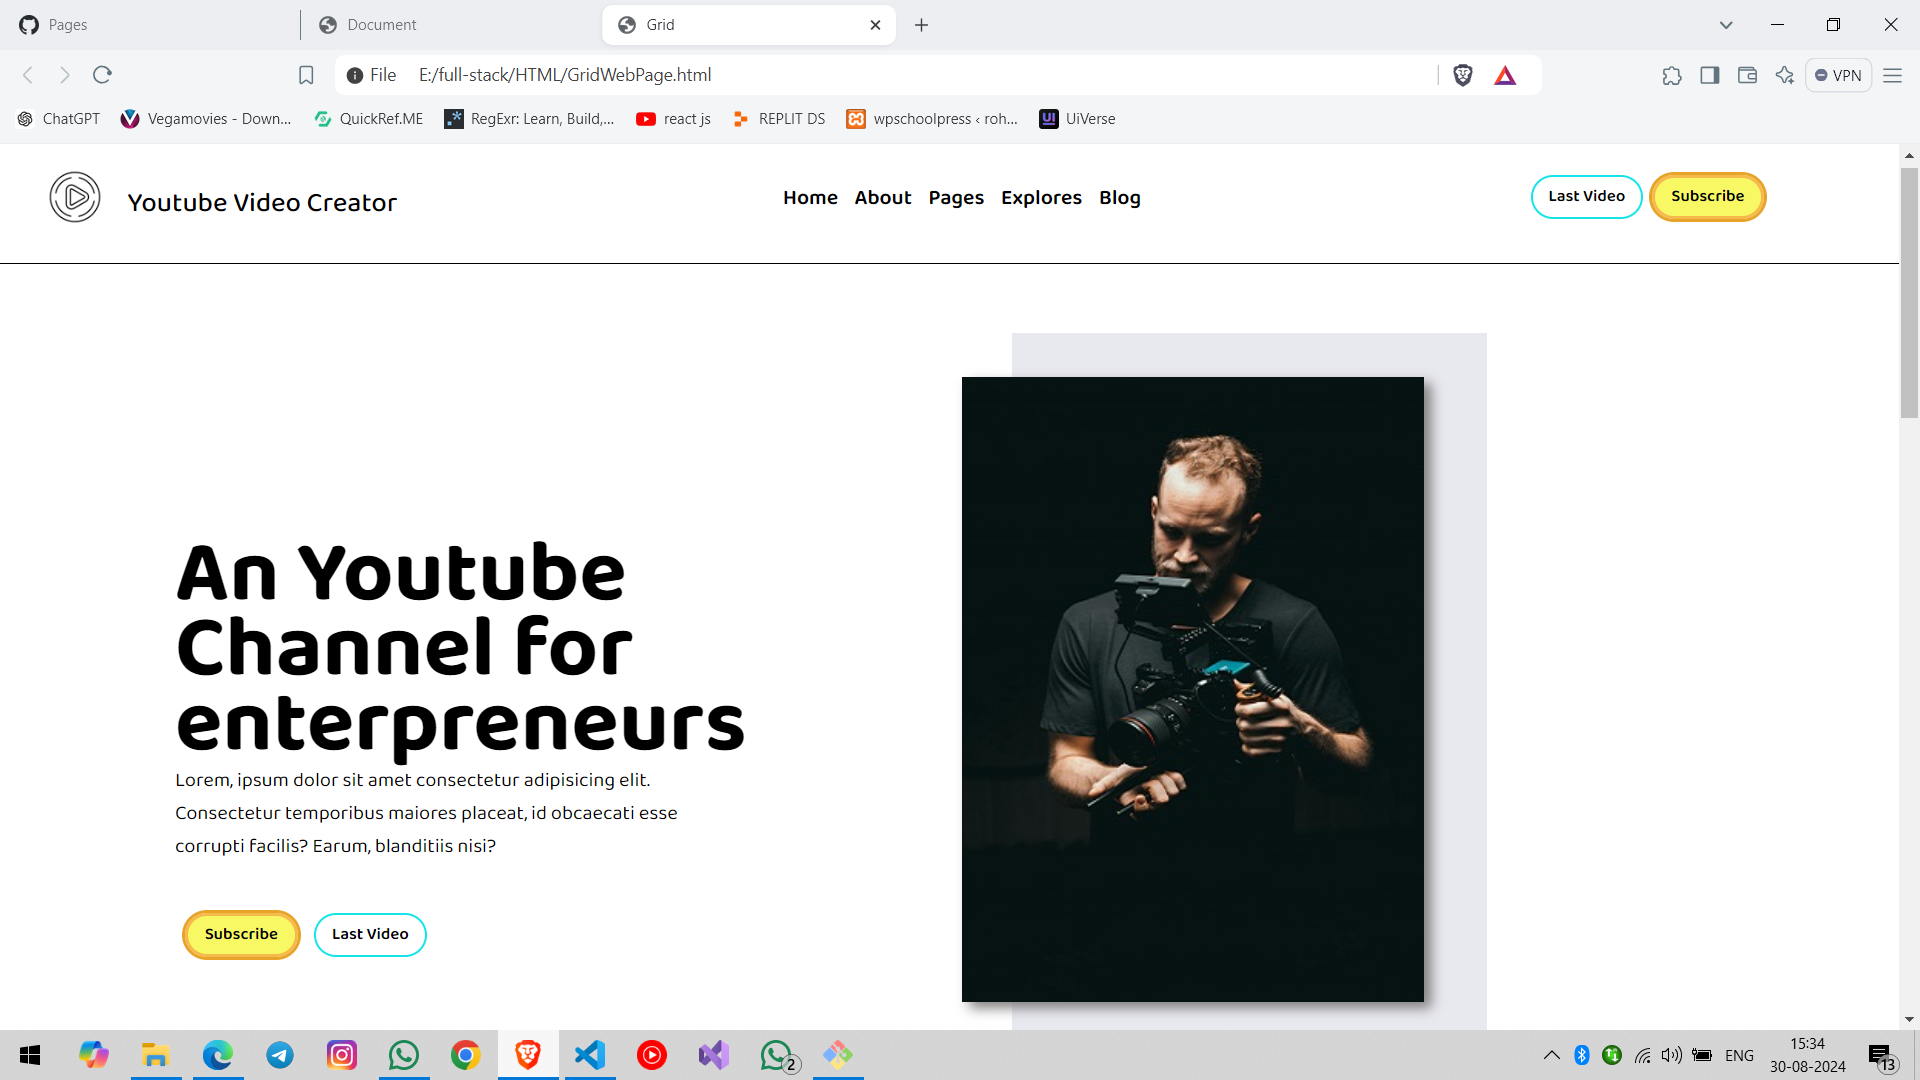 Pages
Document
Grid
File E:/full-stack/HTML/GridWebPage.html
VPN
ChatGPT
Vegamovies - Down...
QuickRef.ME
RegExr: Learn, Build,...
react js
REPLIT DS
wpschoolpress ‹ roh...
UI UiVerse
Youtube Video Creator
Home About Pages Explores Blog
Last Video
Subscribe
An Youtube
Channel for
enterpreneurs
Lorem, ipsum dolor sit amet consectetur adipisicing elit.
Consectetur temporibus maiores placeat, id obcaecati esse
corrupti facilis? Earum, blanditiis nisi?
Subscribe
Last Video
2
ENG
15:34
30-08-2024
13